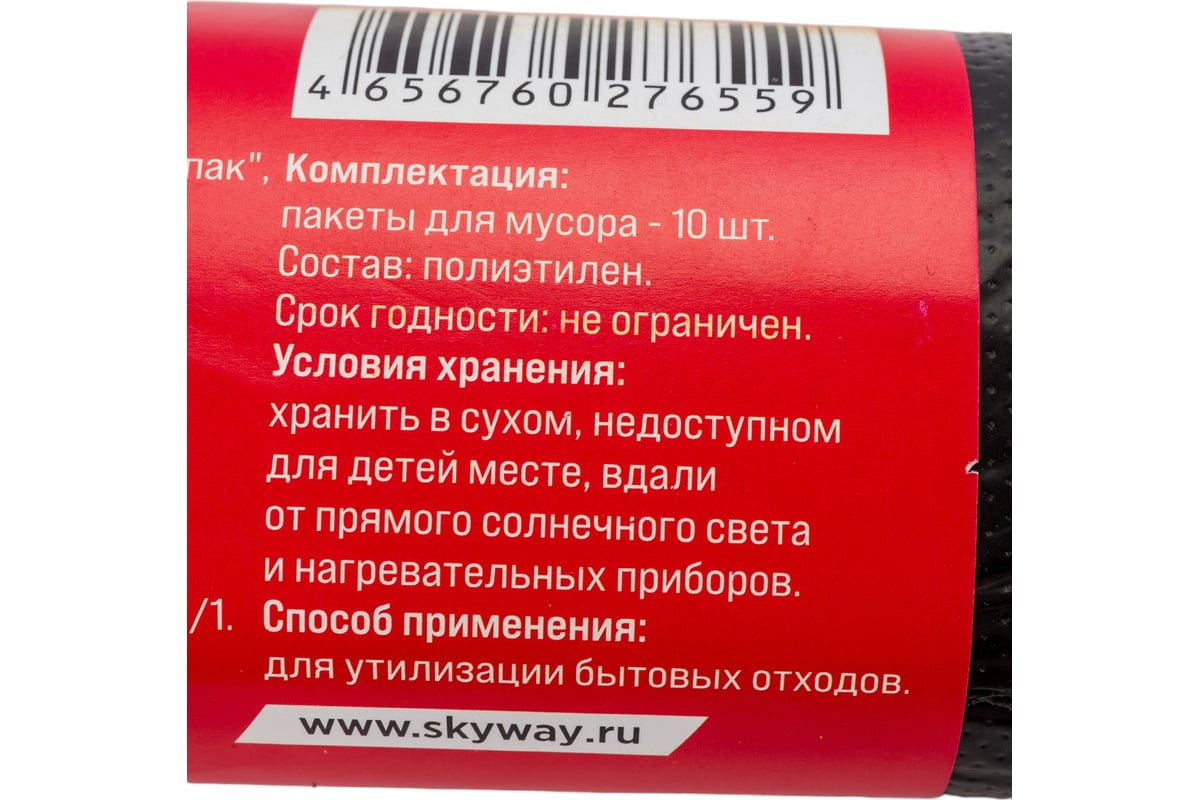 4 656760 276559
пак", Комплектация:
пакеты для мусора - 10 шт.
Состав: полиэтилен.
Срок годности: не ограничен.
Условия хранения:
хранить в сухом, недоступном
для детей месте, вдали
от прямого солнечного света
и нагревательных приборов.
/1. Способ применения:
для утилизации бытовых отходов.
www.skyway.ru